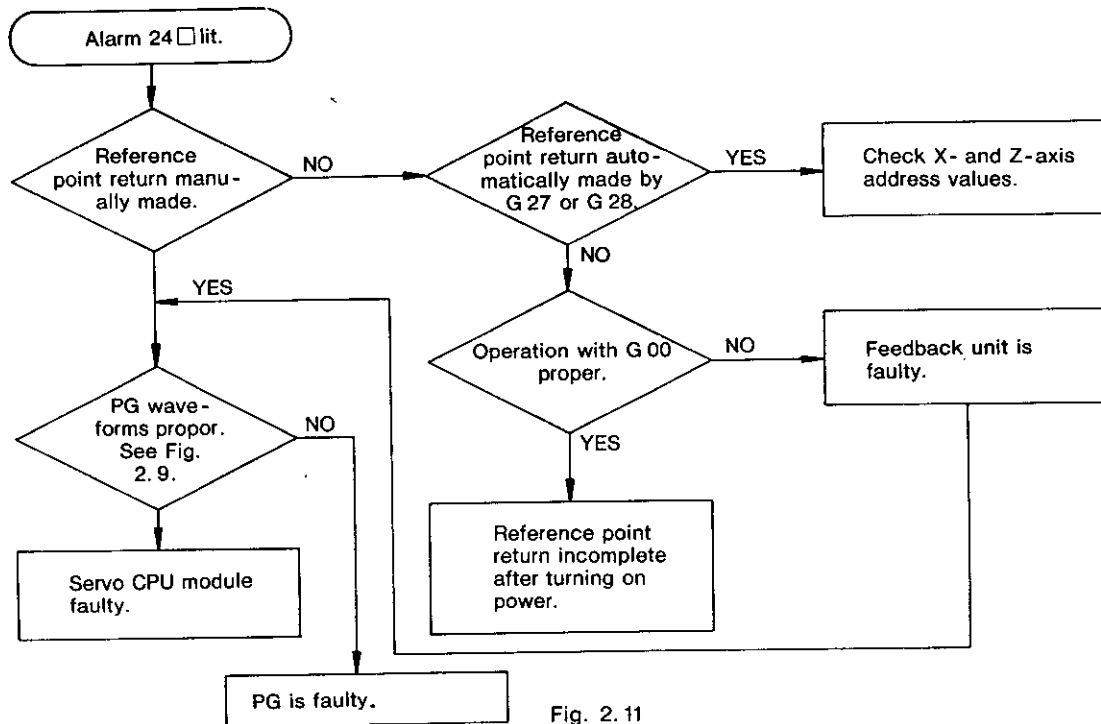 Alarm 24 □ lit.
Reference
point return manu-
ally made.
NO
Reference
point return auto-
matically made by
G 27 or G 28.
YES
Check X- and Z-axis
address values.
NO
YES
Operation with G 00
proper.
NO
Feedback unit is
faulty.
PG wave-
forms propor.
See Fig.
2. 9.
NO
YES
Reference point
return incomplete
after turning on
power.
Servo CPU module
faulty.
PG is faulty.
Fig. 2. 11